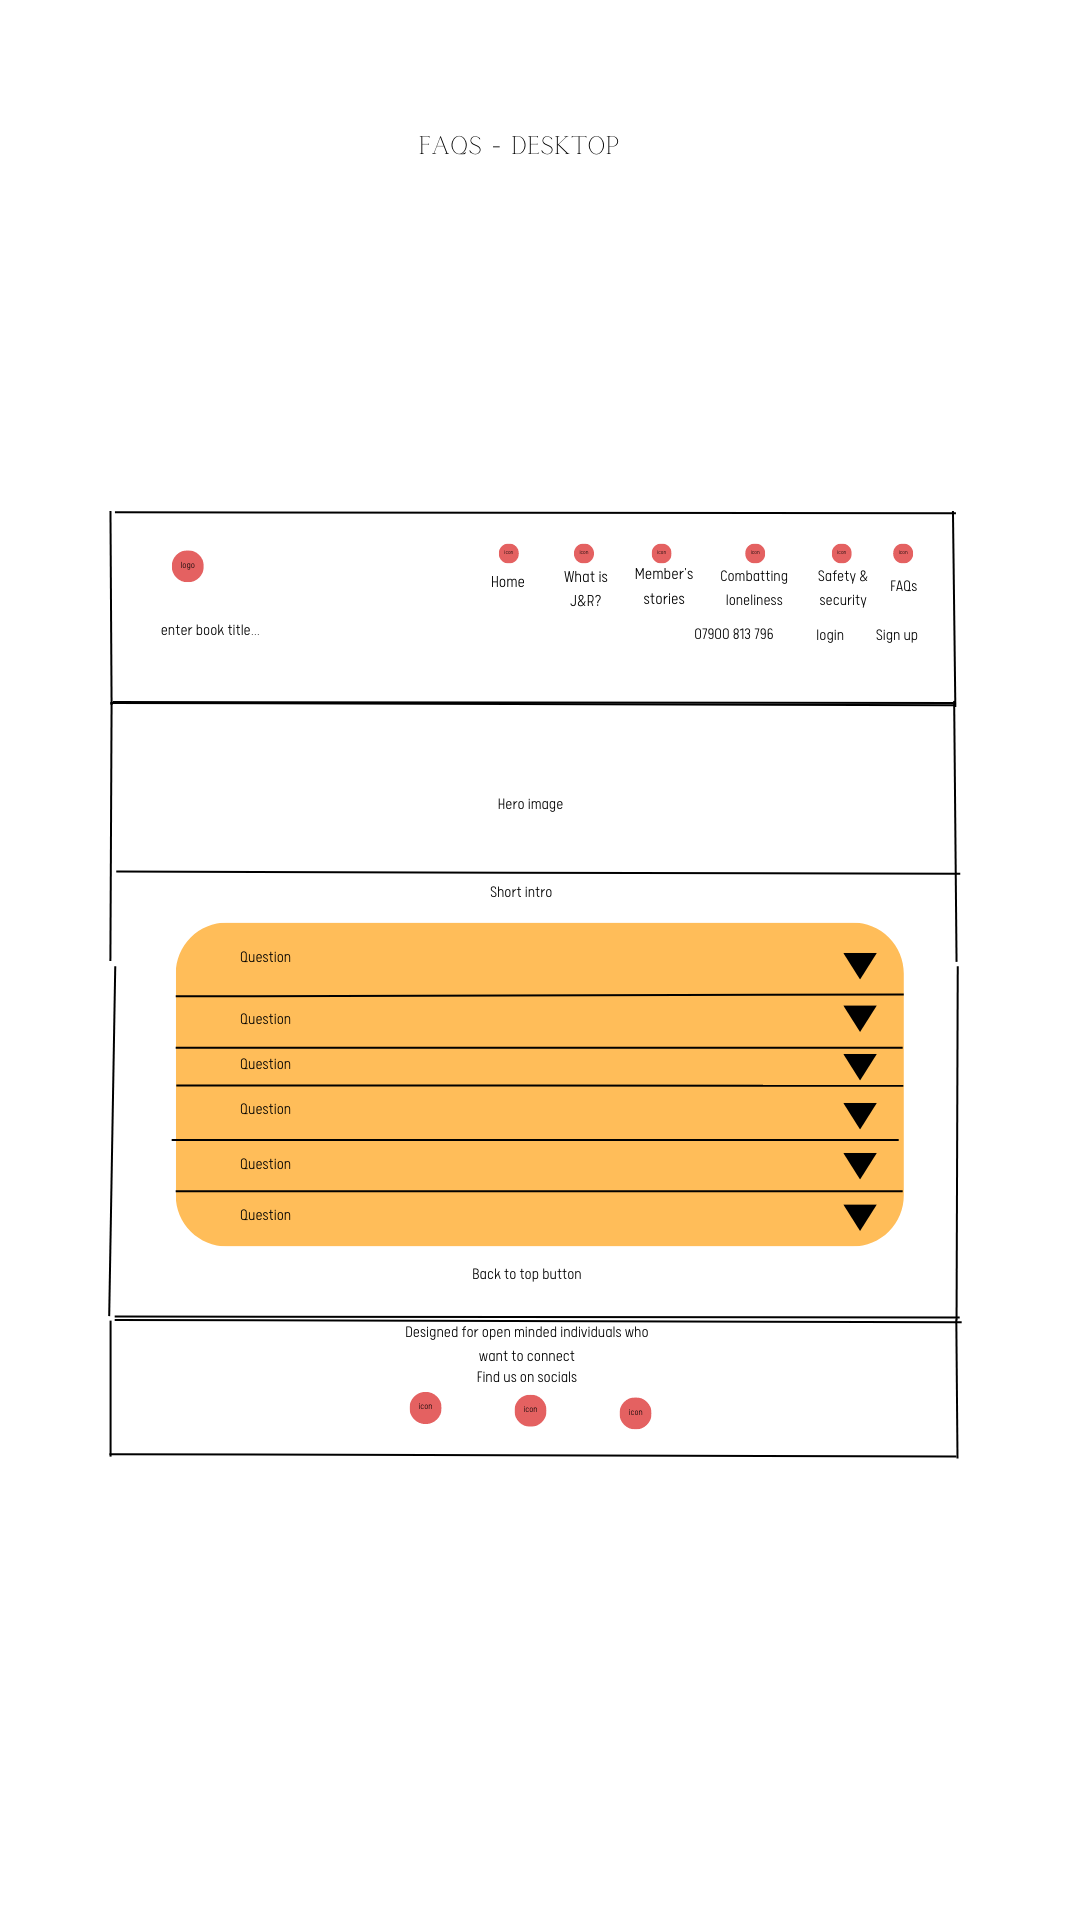 FAQS - DESKTOP
logo
icon
icon
icon
icon
icon
icon
Home
What is
J&R?
Member's
stories
Combatting
loneliness
Safety &
security
FAQs
enter book title...
07900 813 796
login
Sign up
Hero image
Short intro
Question
Question
Question
Question
Question
Question
Back to top button
Designed for open minded individuals who
want to connect
Find us on socials
icon
icon
icon